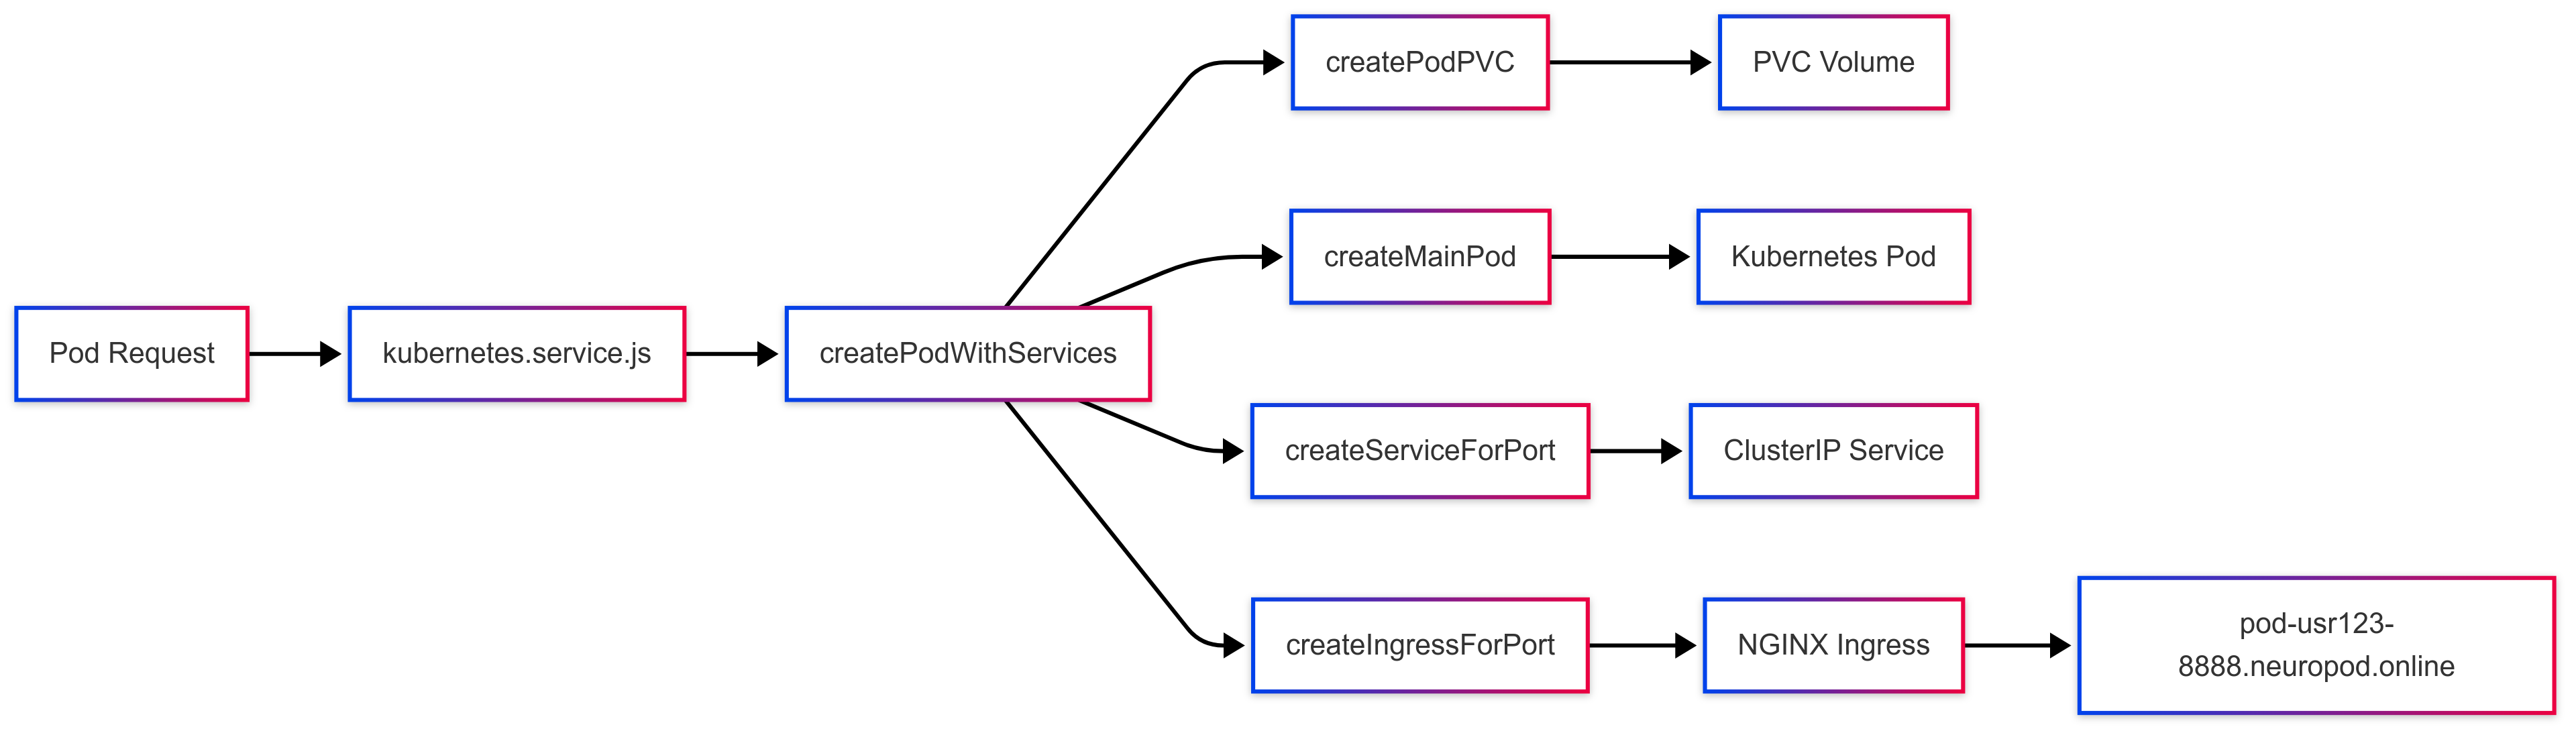 createPodPVC
PVC Volume
createMainPod
Kubernetes Pod
Pod Request
kubernetes.service.js
createPodWithServices
createServiceForPort
ClusterIP Service
createIngressForPort
NGINX Ingress
pod-usr123-
8888.neuropod.online